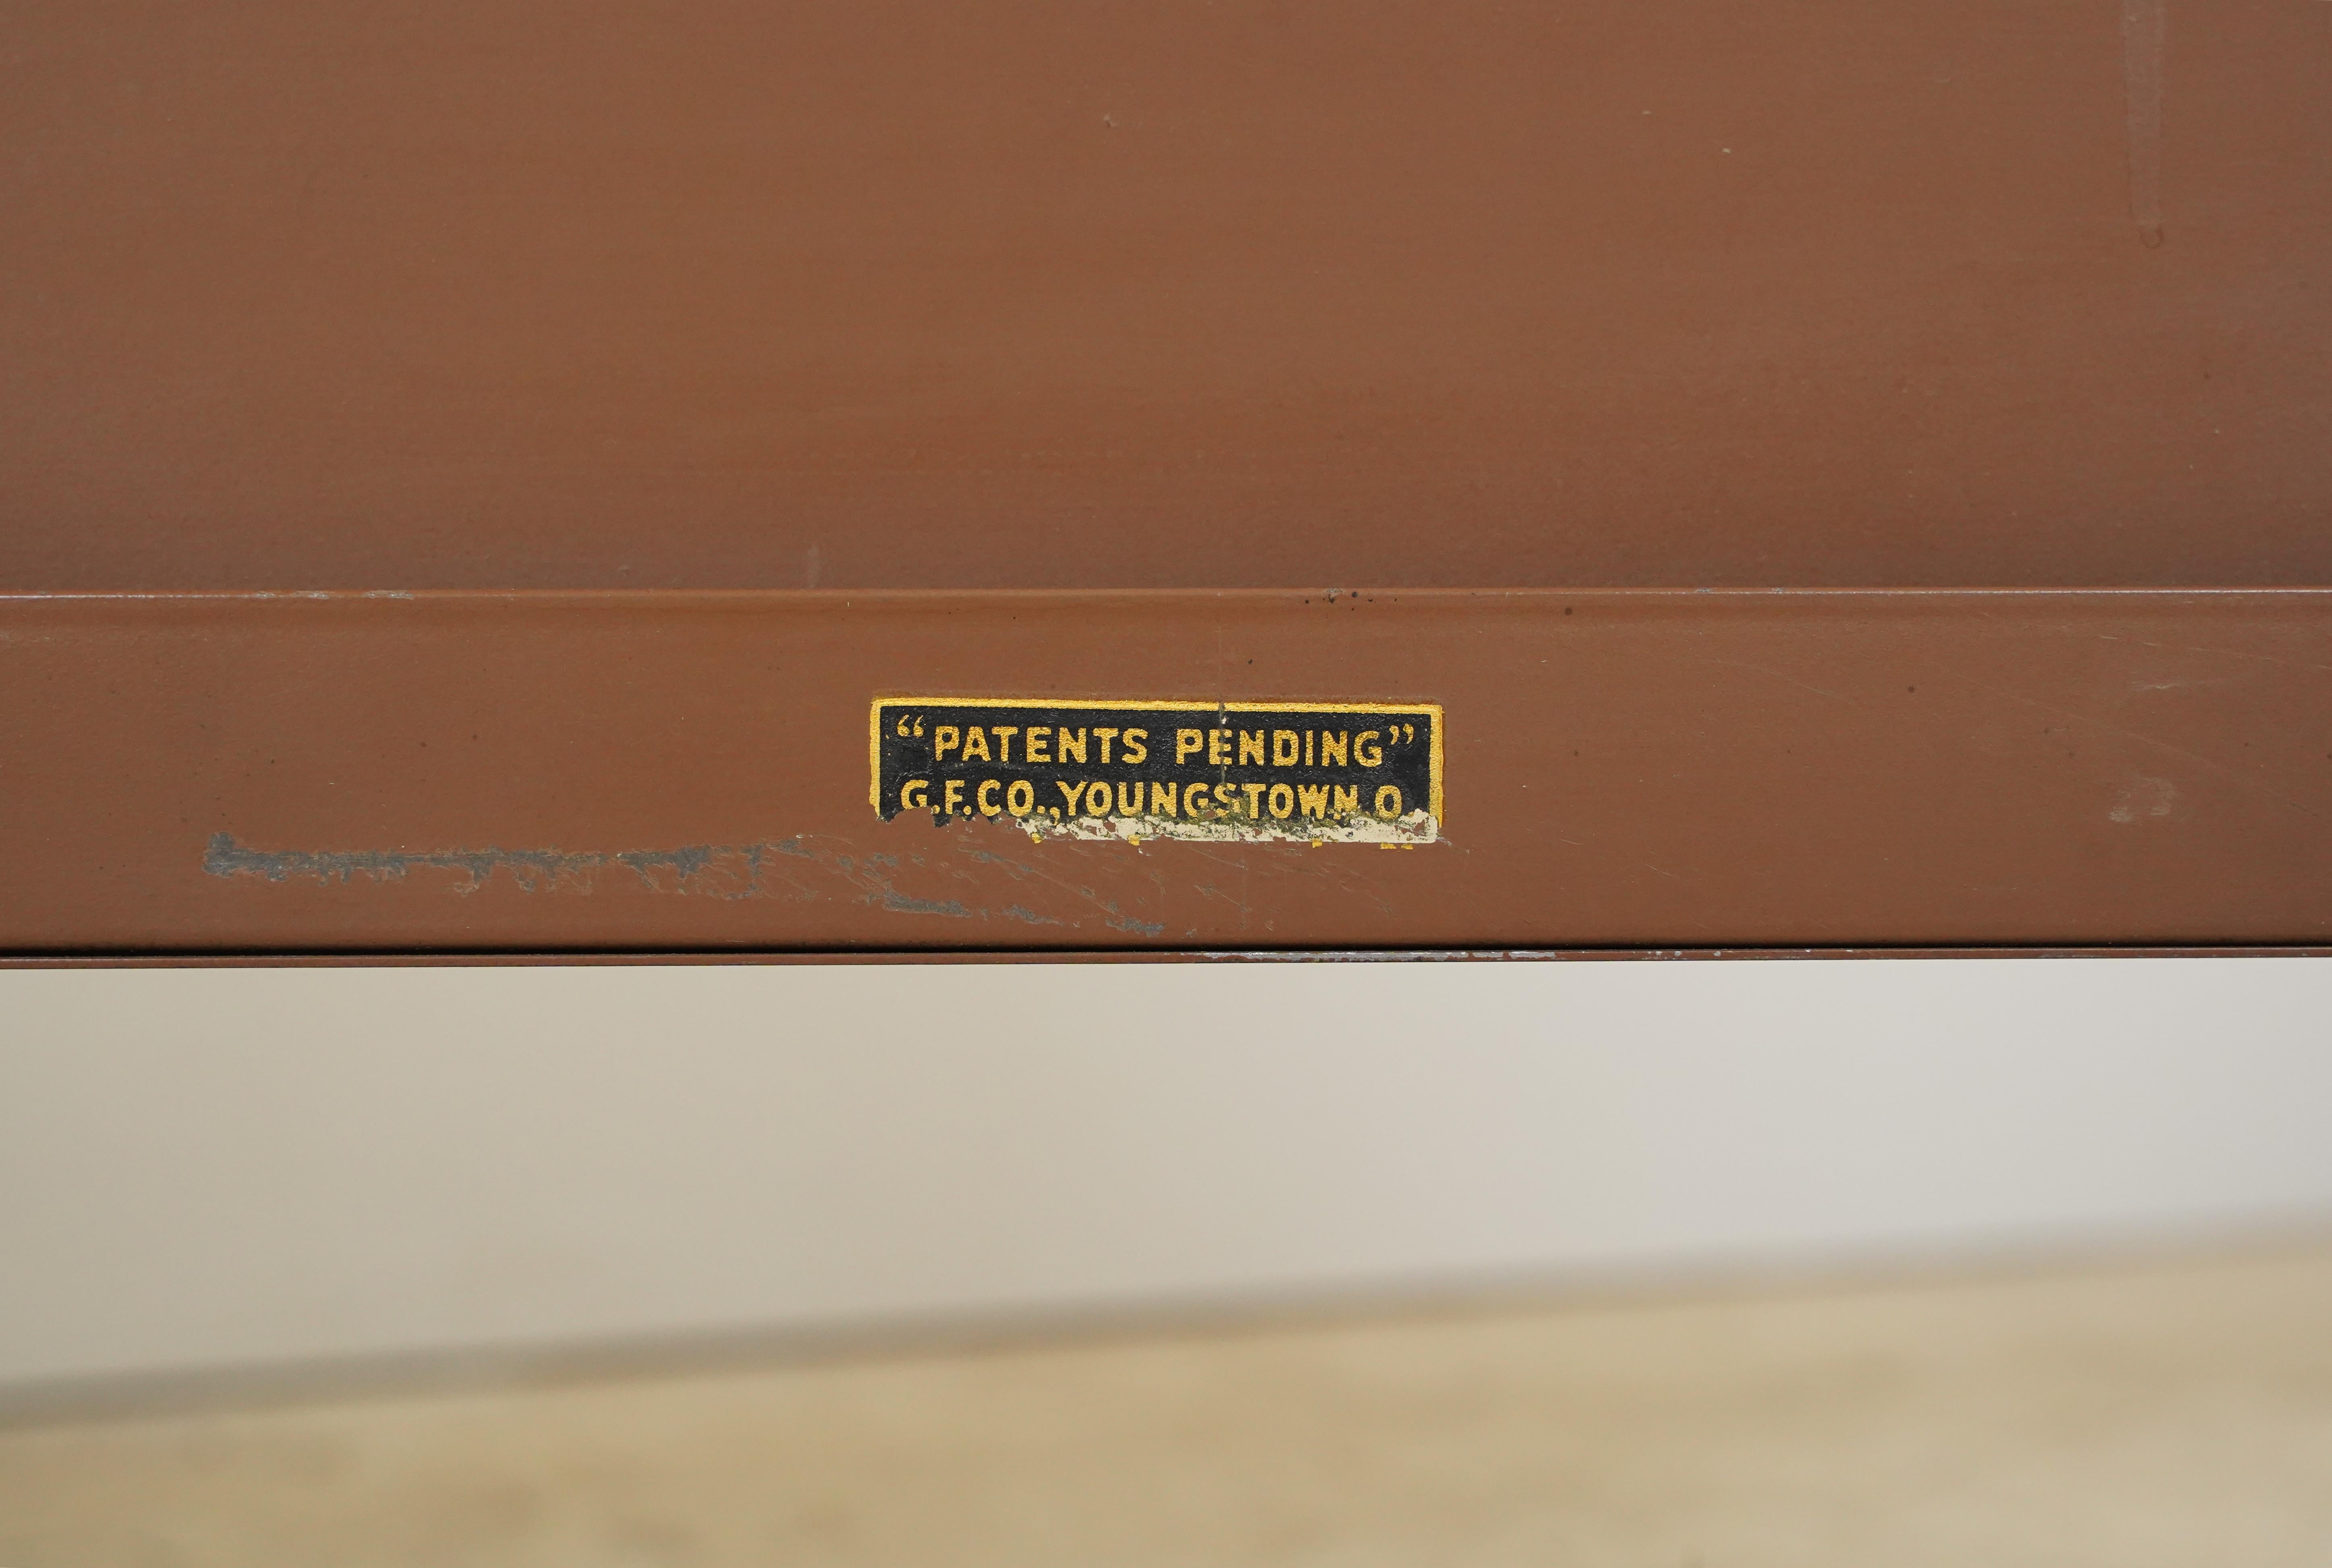 “PATENTS PENDING”
G.F.CO., YOUNGSTOWN, O.